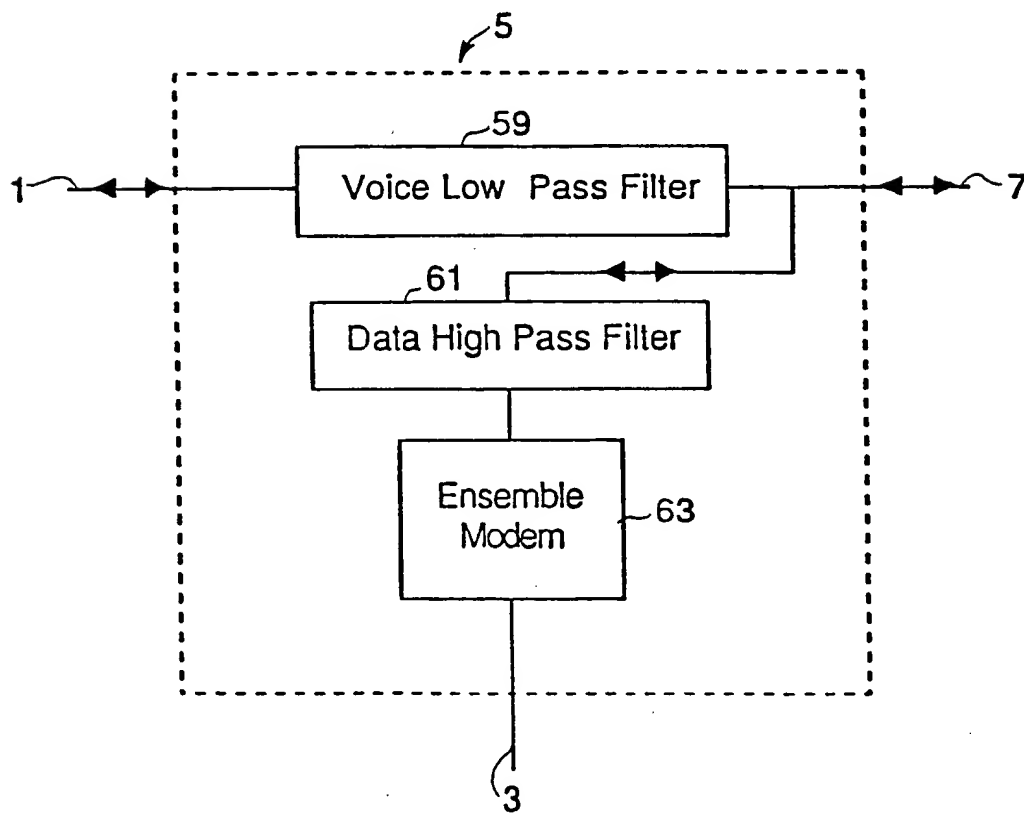 5
59
1
Voice Low Pass Filter
7
61
Data High Pass Filter
Ensemble
Modem
63
3